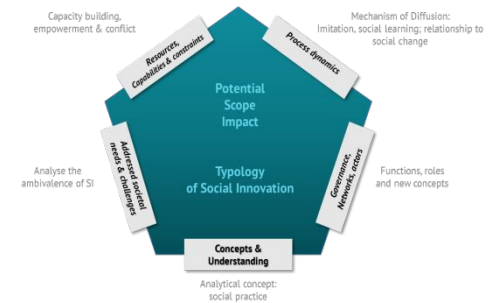 Capacity building,
empowerment & conflict
Mechanism of Diffusion:
Imitation, social learning; relationship to
social change
Resources,
Capabilities & constraints
Process dynamics
Potential
Scope
Impact
Addressed societal
needs & challenges
Analyse the
ambivalence of SI
Typology
of Social Innovation
Governance,
Networks, actors
Functions, roles
and new concepts
Concepts &
Understanding
Analytical concept:
social practice